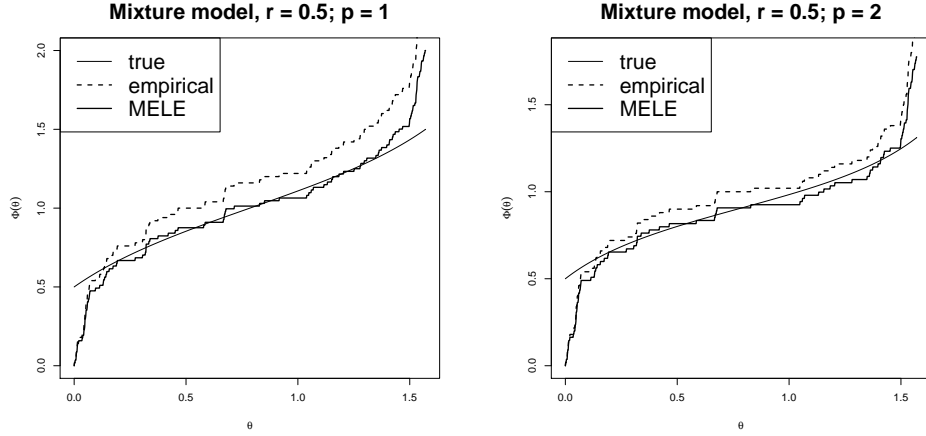 Mixture model, r = 0.5; p = 1
true
empirical
MELE
Φ(θ)
2.0
1.5
1.0
0.5
0.0
0.0
0.5
1.0
1.5
θ
Mixture model, r = 0.5; p = 2
true
empirical
MELE
Φ(θ)
1.5
1.0
0.5
0.0
0.0
0.5
1.0
1.5
θ